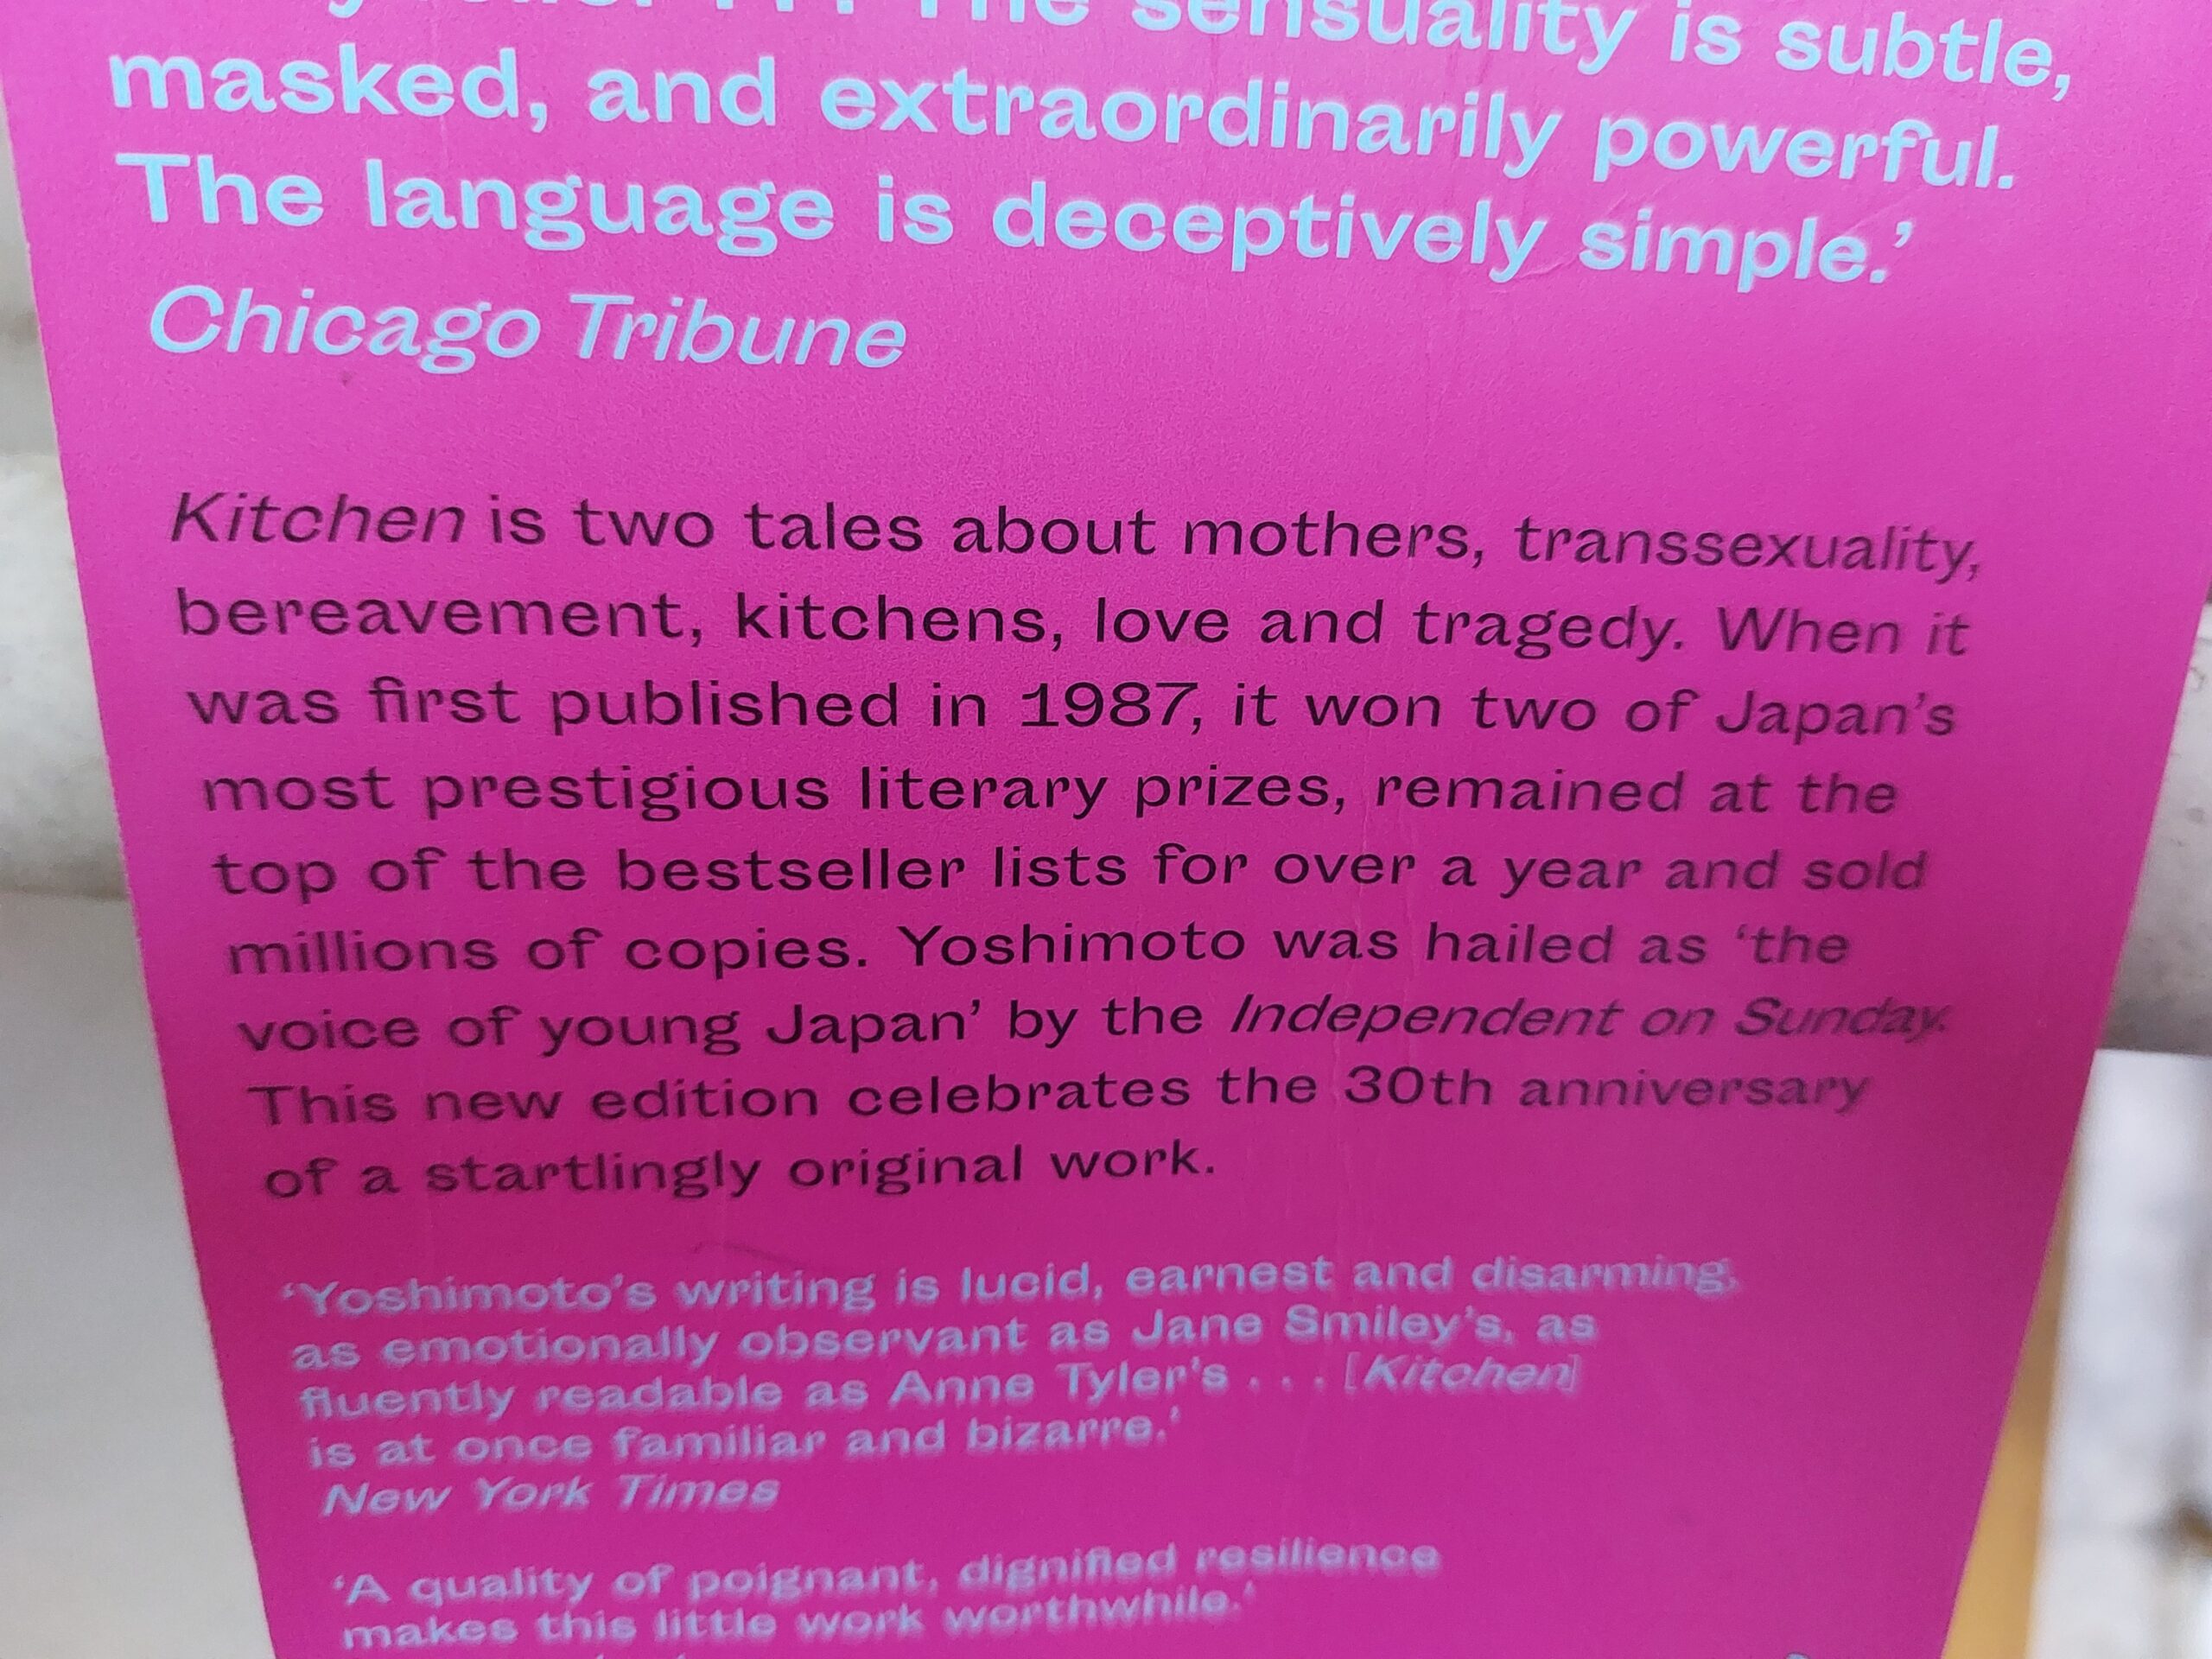 The sensuality is subtle,
masked, and extraordinarily powerful.
The language is deceptively simple.’
Chicago Tribune
Kitchen is two tales about mothers, transsexuality,
bereavement, kitchens, love and tragedy. When it
was first published in 1987, it won two of Japan’s
most prestigious literary prizes, remained at the
top of the bestseller lists for over a year and sold
millions of copies. Yoshimoto was hailed as ‘the
voice of young Japan’ by the Independent on Sunday.
This new edition celebrates the 30th anniversary
of a startlingly original work.
‘Yoshimoto’s writing is lucid, earnest and disarming,
as emotionally observant as Jane Smiley’s, as
fluently readable as Anne Tyler’s . . . [Kitchen]
is at once familiar and bizarre.’
New York Times
‘A quality of poignant, dignified resilience
makes this little work worthwhile.’